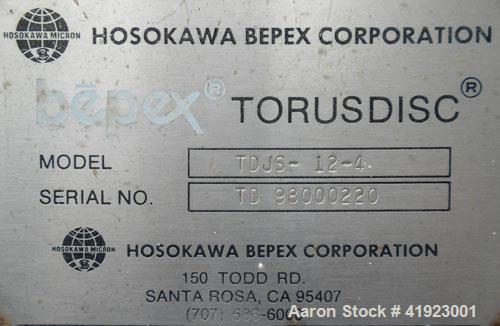 HOSOKAWA MICRON HOSOKAWA BEPEX CORPORATION
bepex® TORUSDISC®
MODEL TDJS-12-4.
SERIAL NO. TD 98000220
HOSOKAWA MICRON HOSOKAWA BEPEX CORPORATION
150 TODD RD.
SANTA ROSA, CA 95407
(707)
Aaron Stock # 41923001